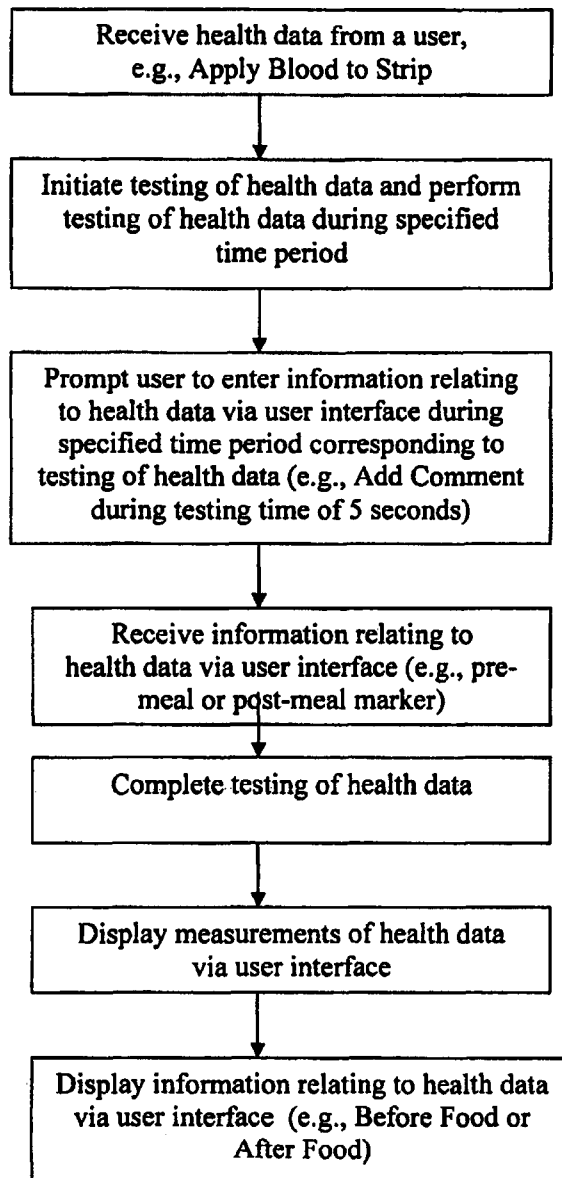 Receive health data from a user,
e.g., Apply Blood to Strip
Initiate testing of health data and perform
testing of health data during specified
time period
Prompt user to enter information relating
to health data via user interface during
specified time period corresponding to
testing of health data (e.g., Add Comment
during testing time of 5 seconds)
Receive information relating to
health data via user interface (e.g., pre-
meal or post-meal marker)
Complete testing of health data
Display measurements of health data
via user interface
Display information relating to health data
via user interface (e.g., Before Food or
After Food)